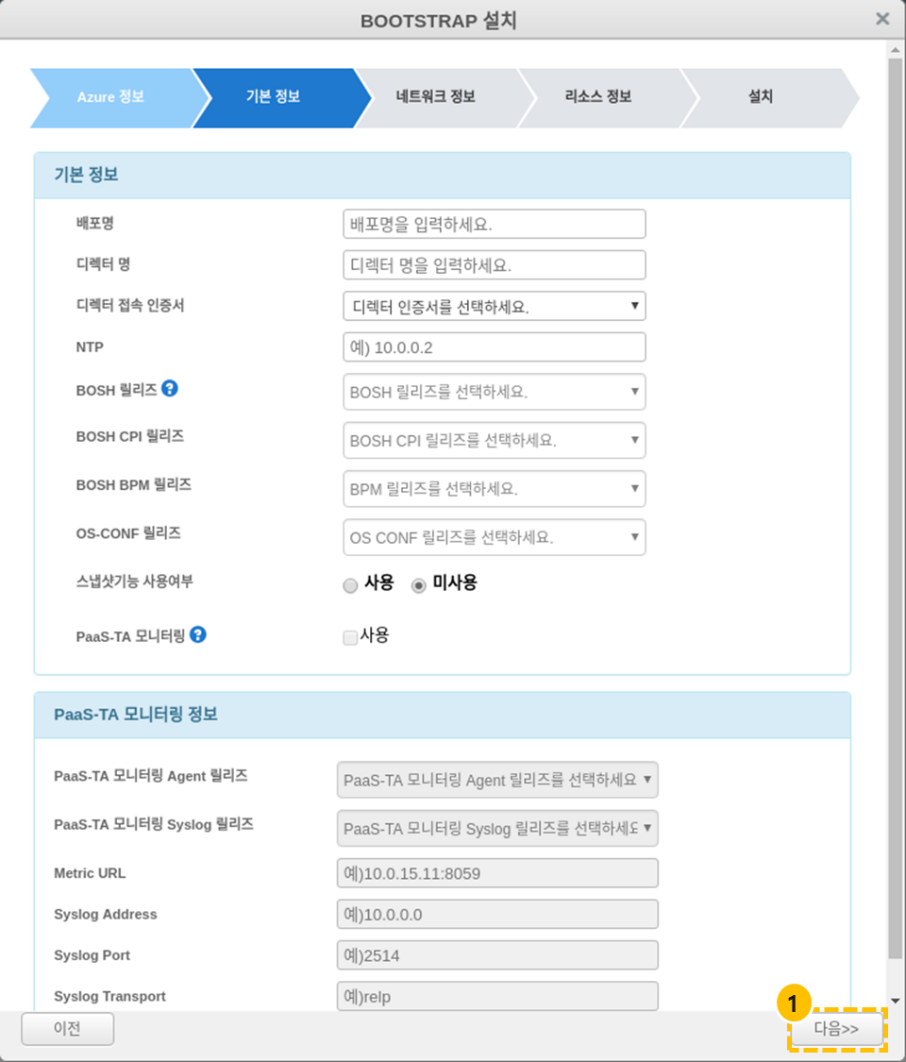 BOOTSTRAP 설치
×
Azure 정보
기본 정보
네트워크 정보
리소스 정보
설치
기본 정보
배포명
배포명을 입력하세요.
디렉터 명
디렉터 명을 입력하세요.
디렉터 접속 인증서
디렉터 인증서를 선택하세요.
NTP
예) 10.0.0.2
BOSH 릴리즈 ?
BOSH 릴리즈를 선택하세요.
BOSH CPI 릴리즈
BOSH CPI 릴리즈를 선택하세요.
BOSH BPM 릴리즈
BPM 릴리즈를 선택하세요.
OS-CONF 릴리즈
OS CONF 릴리즈를 선택하세요.
스냅샷기능 사용여부
사용 미사용
PaaS-TA 모니터링 ?
사용
PaaS-TA 모니터링 정보
PaaS-TA 모니터링 Agent 릴리즈
PaaS-TA 모니터링 Agent 릴리즈를 선택하세요
PaaS-TA 모니터링 Syslog 릴리즈
PaaS-TA 모니터링 Syslog 릴리즈를 선택하세요
Metric URL
예)10.0.15.11:8059
Syslog Address
예)10.0.0.0
Syslog Port
예)2514
Syslog Transport
예)relp
이전
1
다음>>